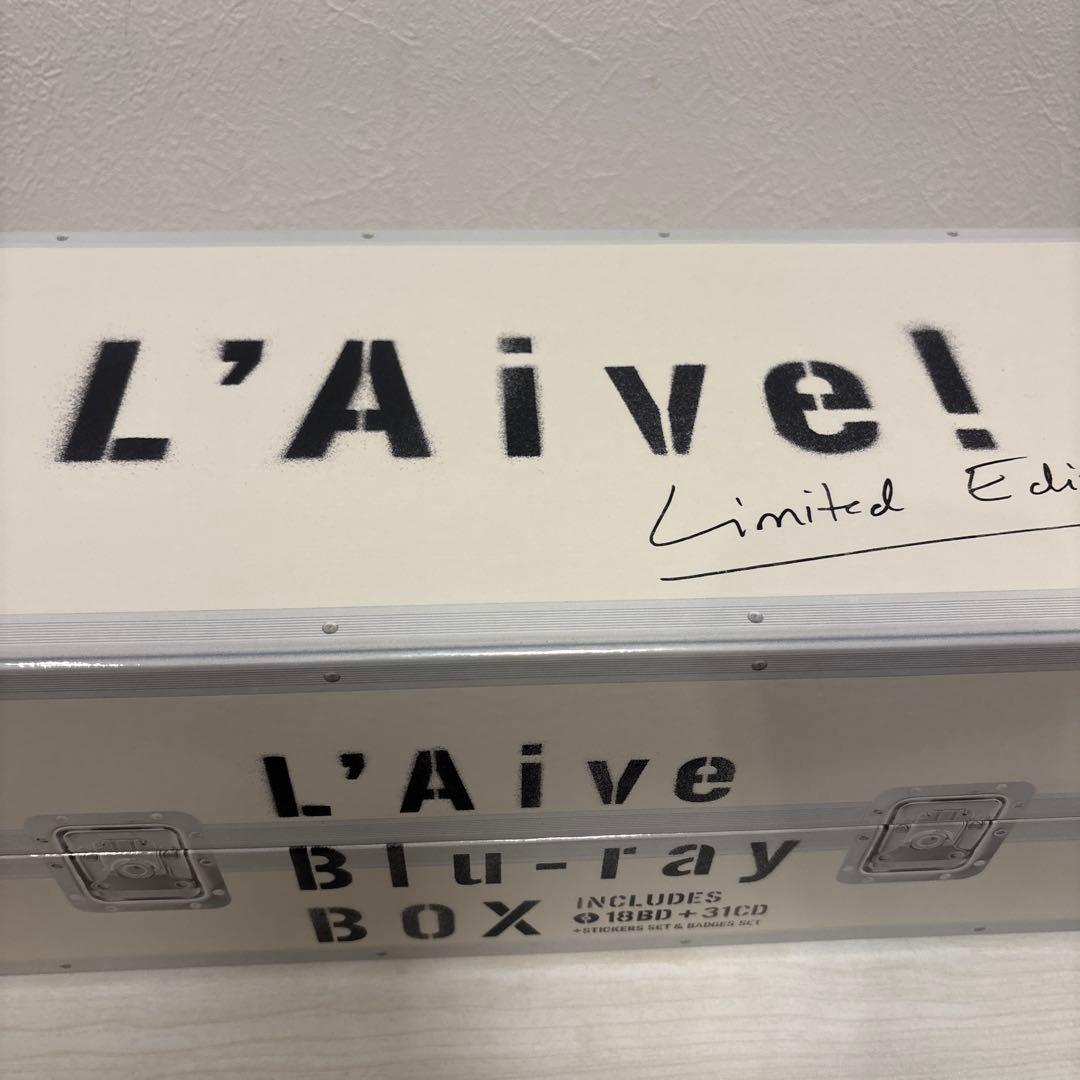 L'Aive!
Limited Edi
L'Aive
Blu-ray
BOX
INCLUDES
18BD + 31CD
+STICKERS SET & BADGES SET